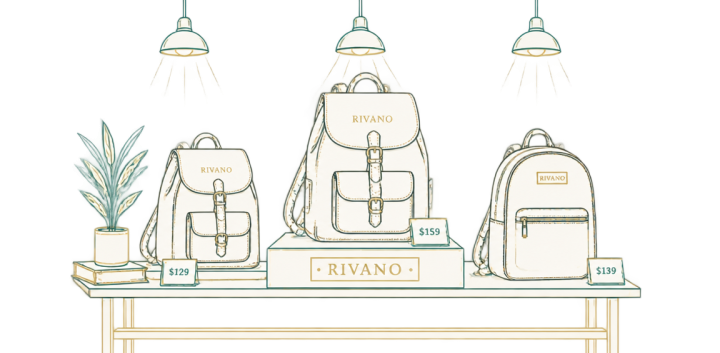 RIVANO
$129
RIVANO
$159
· RIVANO ·
RIVANO
$139